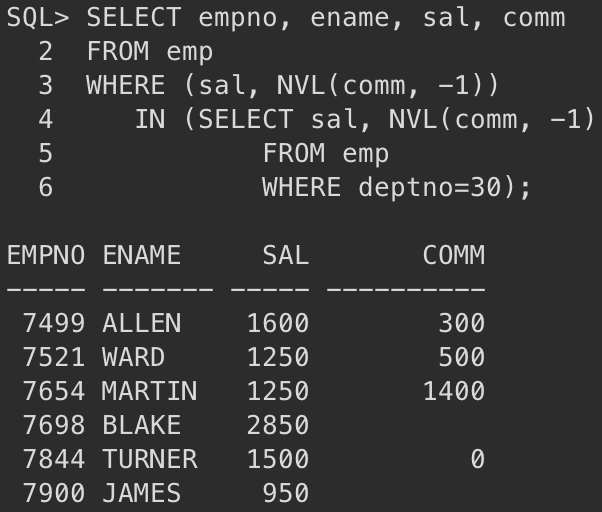 SQL> SELECT empno, ename, sal, comm
  2  FROM emp
  3  WHERE (sal, NVL(comm, -1))
  4     IN (SELECT sal, NVL(comm, -1)
  5             FROM emp
  6             WHERE deptno=30);

EMPNO ENAME     SAL       COMM
----- ------- ----- ----------
 7499 ALLEN    1600        300
 7521 WARD     1250        500
 7654 MARTIN   1250       1400
 7698 BLAKE    2850
 7844 TURNER   1500          0
 7900 JAMES     950